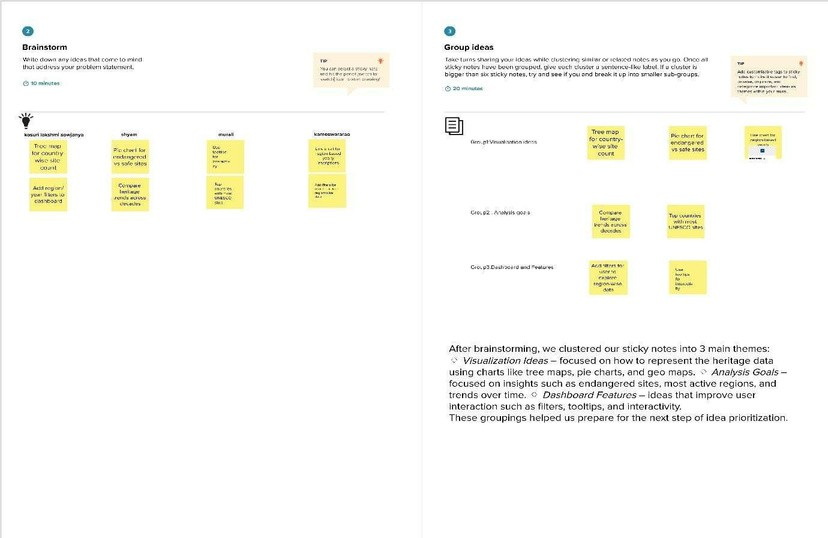 2
Brainstorm
Write down any ideas that come to mind
that address your problem statement.
10 minutes
TIP
You can select a sticky note
and hit the pencil [switch to
sketch] icon to start drawing!
kosuri lakshmi sowjanya
shyam
murali
kameswararao
Tree map
for country
wise site
count
Pie chart for
endangered
vs safe sites
Use
tooltips
for
Add region/
year filters to
dashboard
Compare
heritage
trends across
decades
Top
countries
with most
UNESCO
sites
3
Group ideas
Take turns sharing your ideas while clustering similar or related notes as you go. Once all
sticky notes have been grouped, give each cluster a sentence-like label. If a cluster is
bigger than six sticky notes, try and see if you and break it up into smaller sub-groups.
20 minutes
TIP
Add customizable tags to sticky
notes to make it easier to find,
browse, organize, and
categorize important ideas as
themes within your mural.
Group1:Visualization ideas
Tree map
for country-
wise site
count
Pie chart for
endangered
vs safe sites
Group2 . Analysis goals
Compare
heritage
trends across
decades
Top countries
with most
UNESCO sites
Group3.Dashboard and Features
Add filters for
user to
explore
region-wise
data
Use
tooltips
for
After brainstorming, we clustered our sticky notes into 3 main themes:
Visualization Ideas – focused on how to represent the heritage data
using charts like tree maps, pie charts, and geo maps. Analysis Goals –
focused on insights such as endangered sites, most active regions, and
trends over time. Dashboard Features – ideas that improve user
interaction such as filters, tooltips, and interactivity.
These groupings helped us prepare for the next step of idea prioritization.